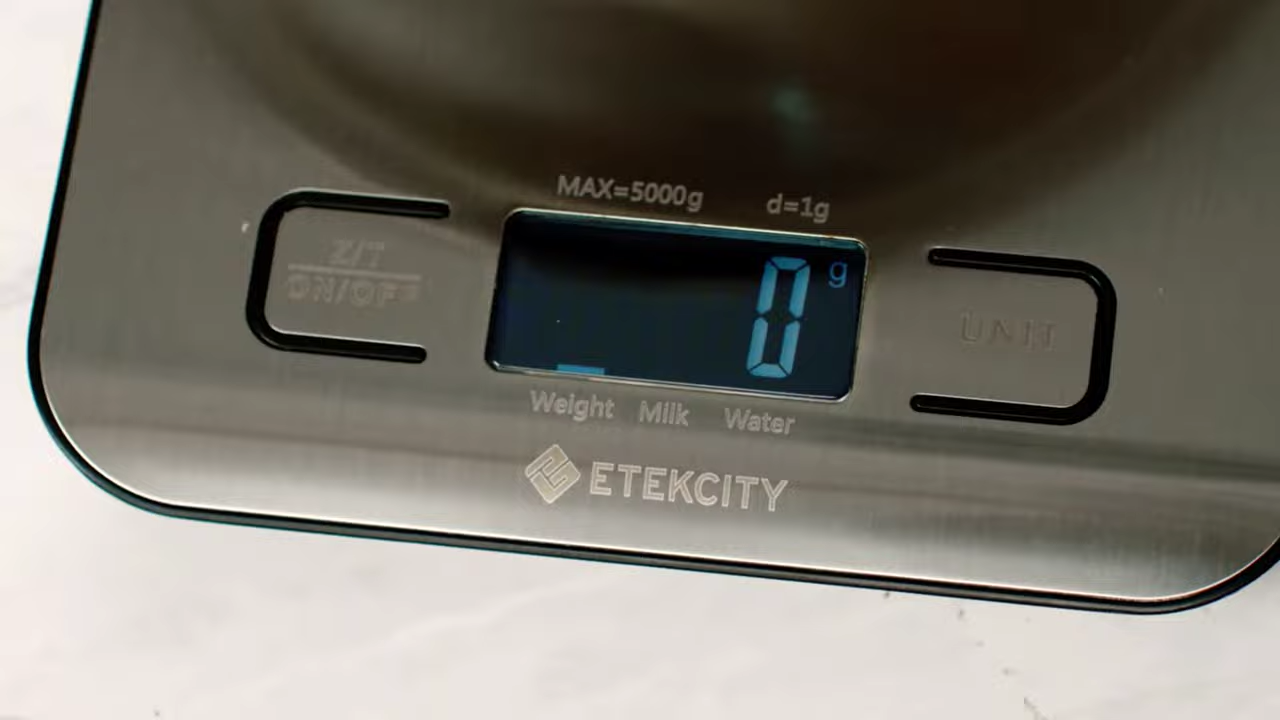 MAX=5000g d=1g
Z/T
ON/OFF
0 g
UNIT
Weight Milk Water
ETEKCITY